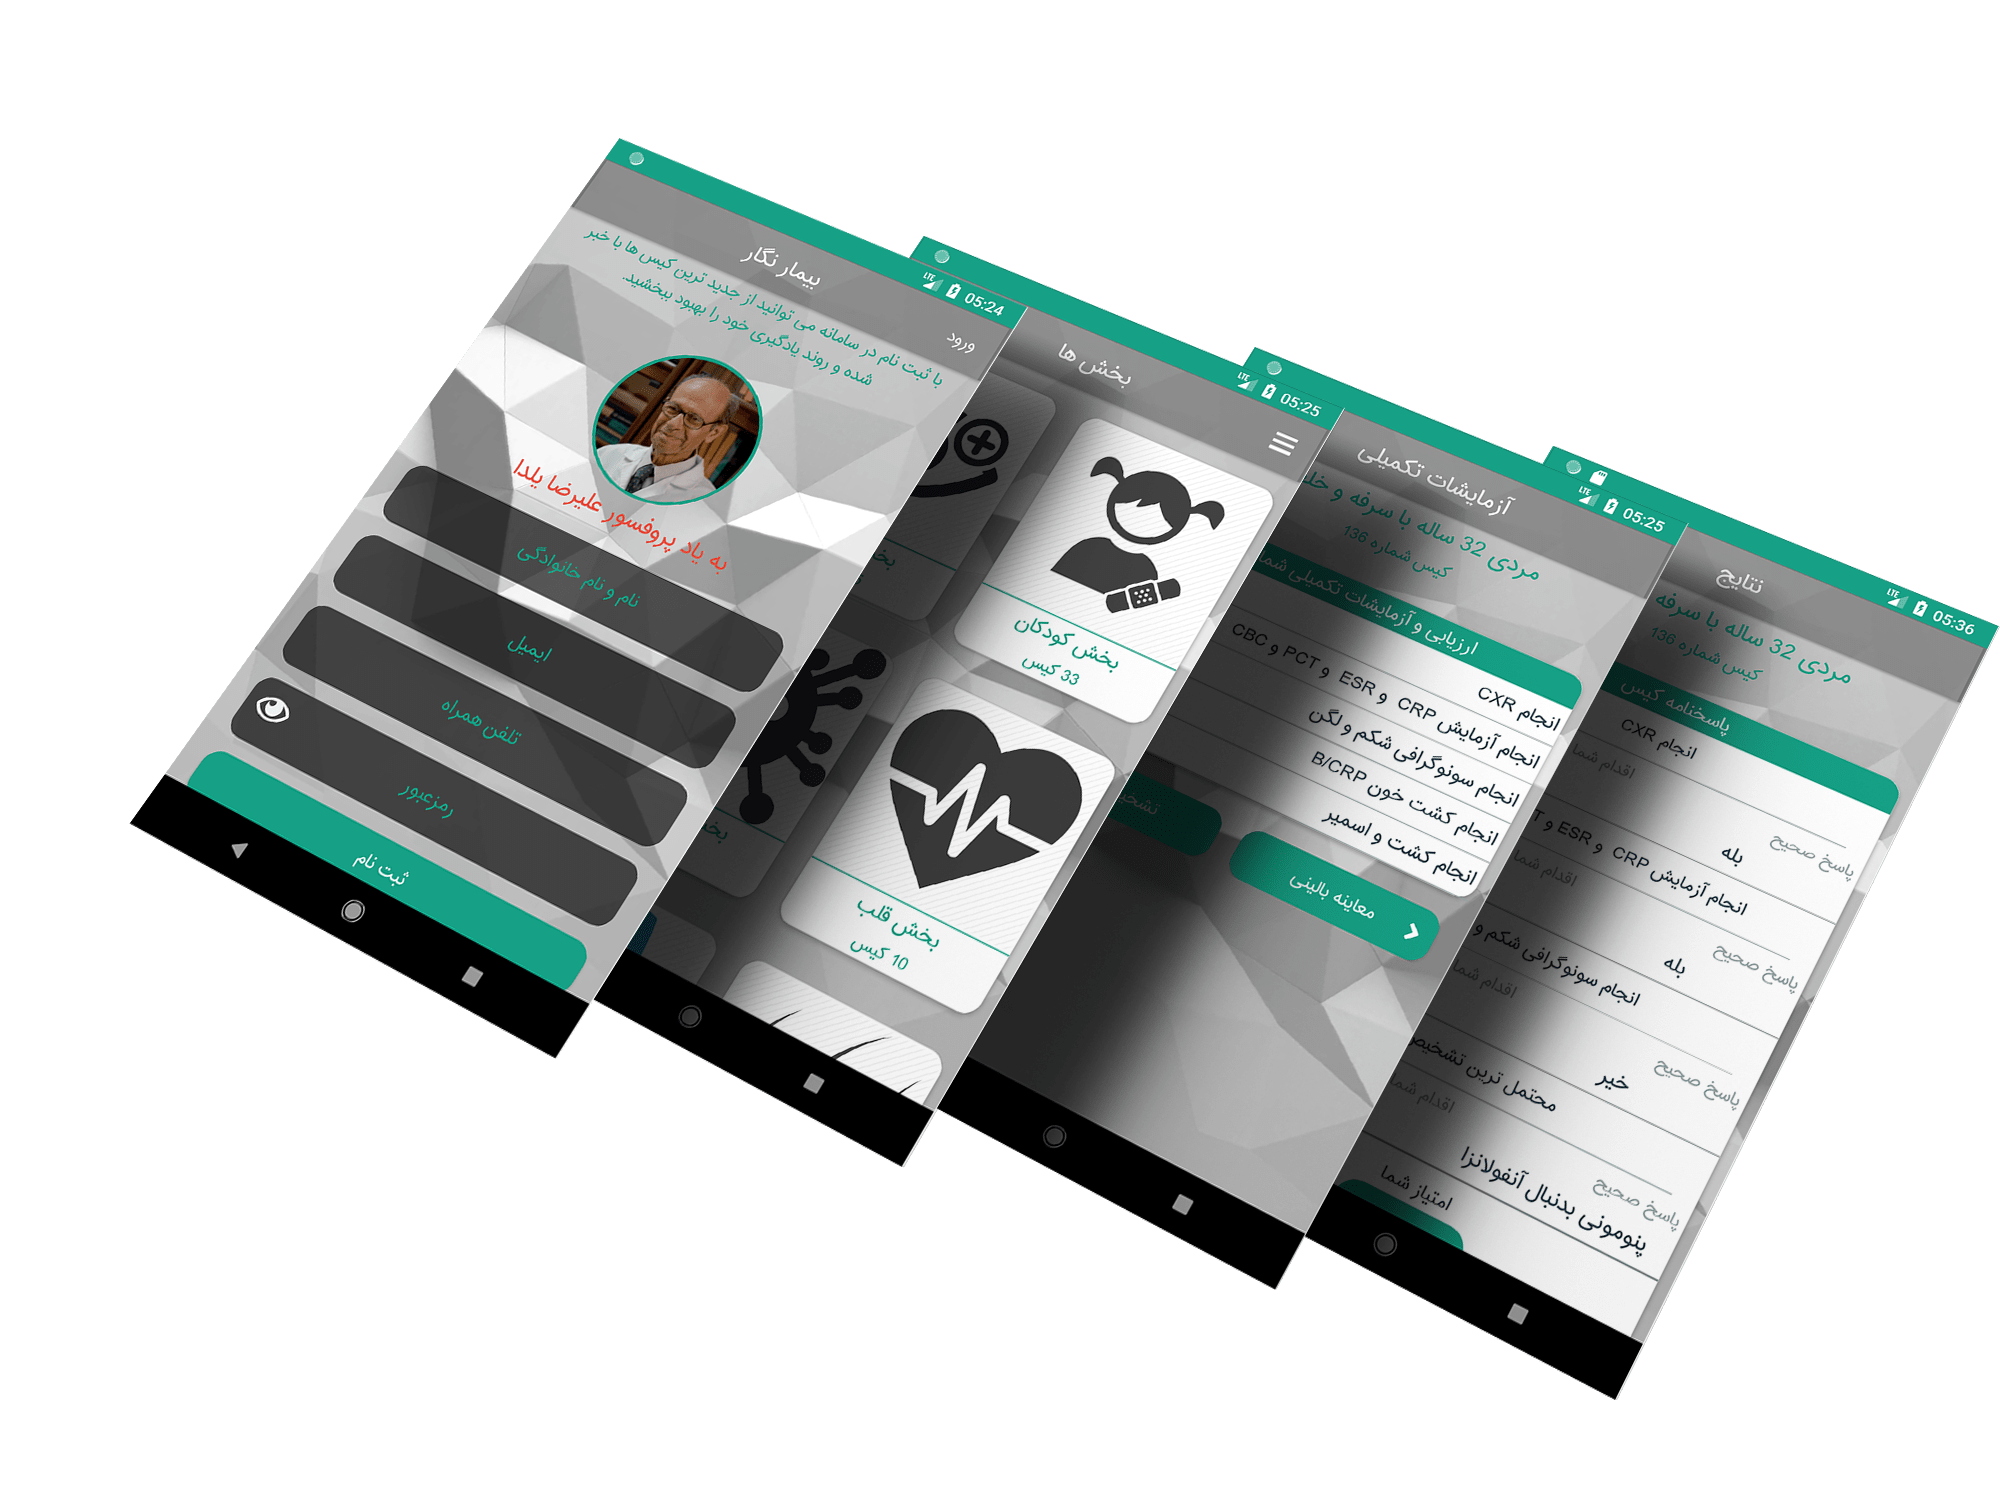 LTE 05:24
بیمار نگار
ورود
با ثبت نام در سامانه می توانید از جدید ترین کیس ها با خبر
شده و روند یادگیری خود را بهبود ببخشید.
به یاد پروفسور علیرضا یلدا
نام و نام خانوادگی
ایمیل
تلفن همراه
رمزعبور
ثبت نام
LTE 05:25
بخش ها
بخش کودکان
33 کیس
بخش قلب
10 کیس
LTE 05:25
آزمایشات تکمیلی
مردی 32 ساله با سرفه و
کیس شماره 136
ارزیابی و آزمایشات تکمیلی شما
انجام CXR
انجام آزمایش CRP و ESR و PCT و CBC
انجام سونوگرافی شکم و لگن
انجام کشت خون B/CRP
انجام کشت و اسمیر
معاینه بالینی
LTE 05:36
نتایج
مردی 32 ساله با سرفه
کیس شماره 136
پاسخنامه کیس
انجام CXR
اقدام شما
پاسخ صحیح
بله
انجام آزمایش CRP و ESR و
اقدام شما
پاسخ صحیح
بله
انجام سونوگرافی شکم و
اقدام شما
پاسخ صحیح
خیر
محتمل ترین تشخیص
اقدام شما
پاسخ صحیح
پنومونی بدنبال آنفولانزا
امتیاز شما